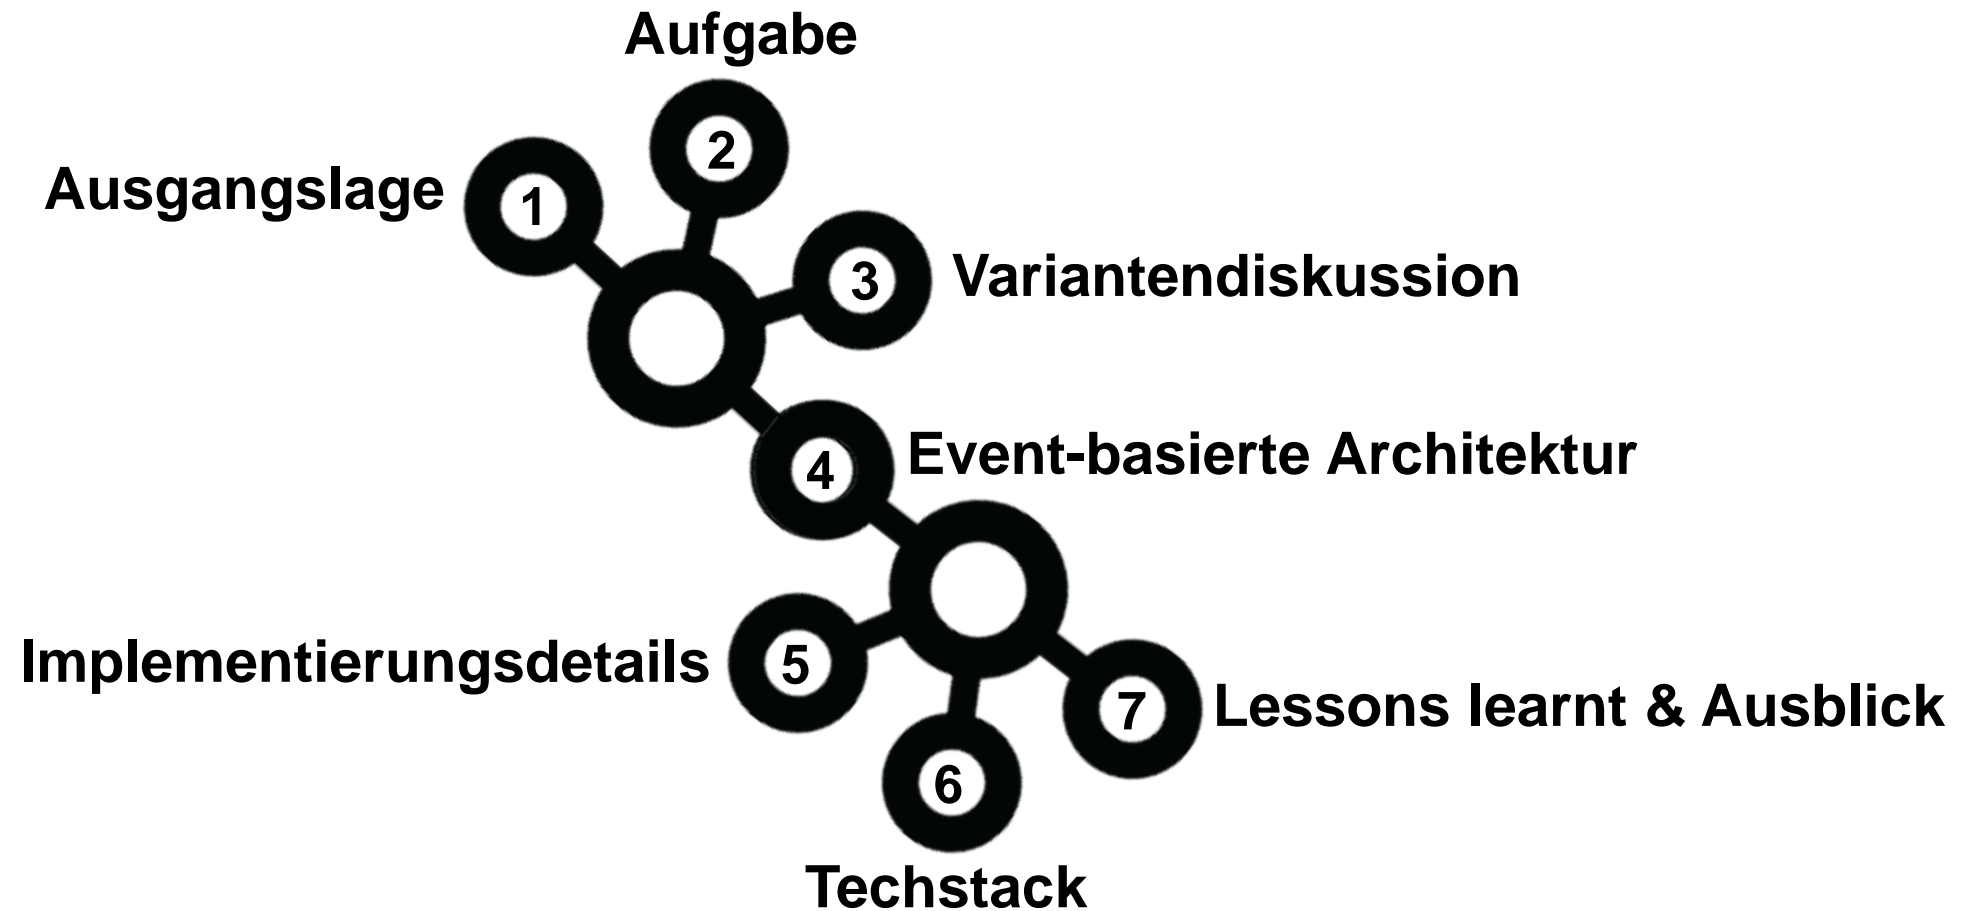 Aufgabe
2
Ausgangslage
1
3
Variantendiskussion
4
Event-basierte Architektur
Implementierungsdetails
5
7
Lessons learnt & Ausblick
6
Techstack